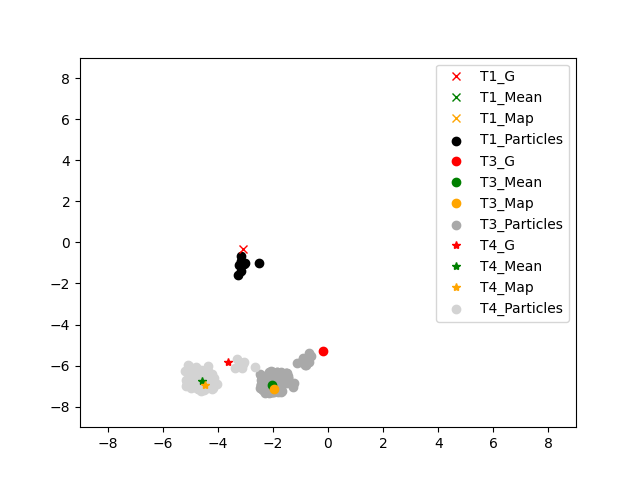 8
6
4
2
0
−2
−4
−6
−8
−8 −6 −4 −2 0 2 4 6 8
T1_G
T1_Mean
T1_Map
T1_Particles
T3_G
T3_Mean
T3_Map
T3_Particles
T4_G
T4_Mean
T4_Map
T4_Particles